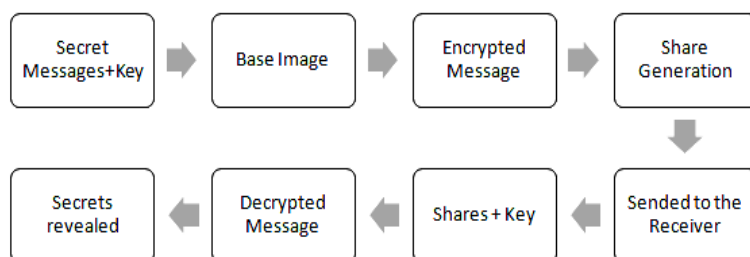 Secret
Messages+Key
Base Image
Encrypted
Message
Share
Generation
Sended to the
Receiver
Shares + Key
Decrypted
Message
Secrets
revealed